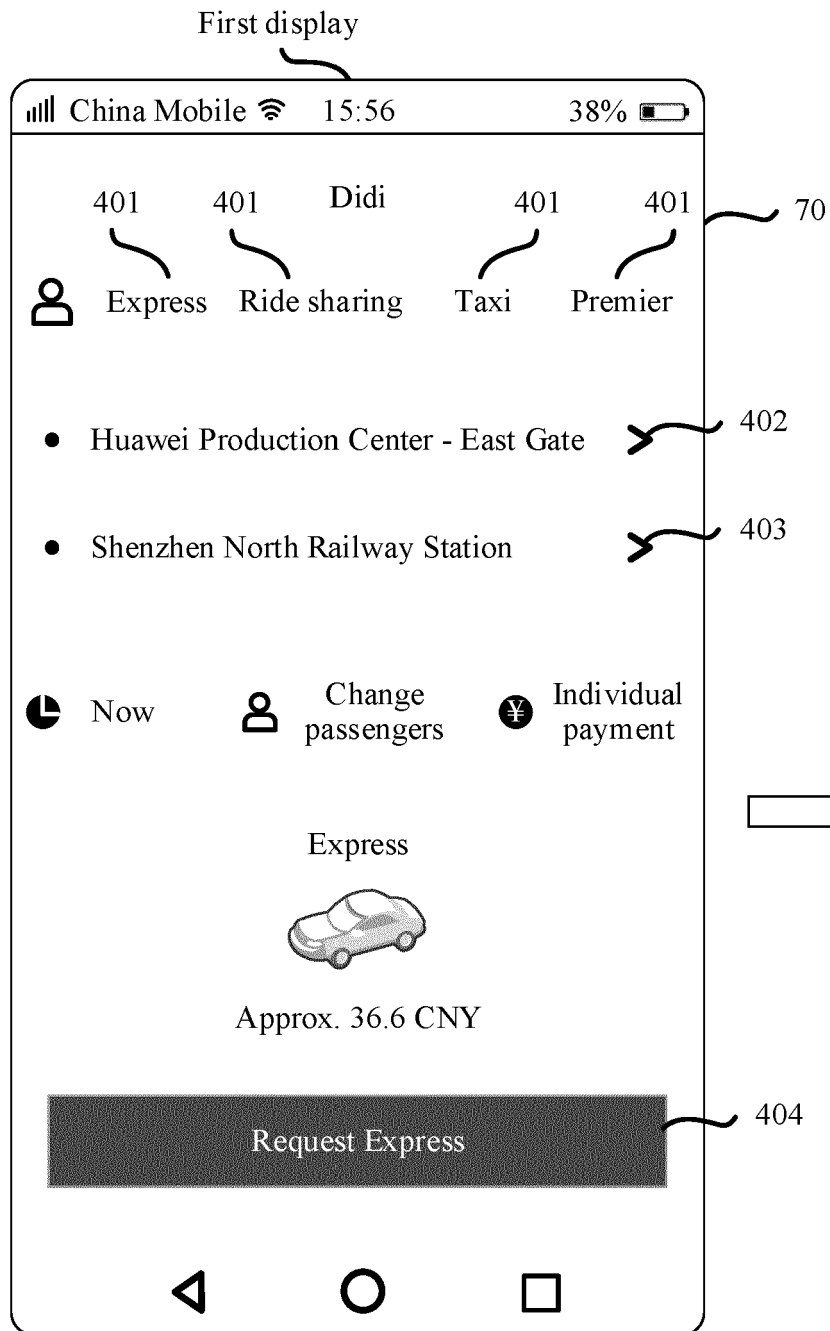 First display
China Mobile 15:56 38%
401 401 Didi 401 401
70
Express Ride sharing Taxi Premier
Huawei Production Center - East Gate
402
Shenzhen North Railway Station
403
Now
Change
passengers
¥
Individual
payment
Express
Approx. 36.6 CNY
Request Express
404